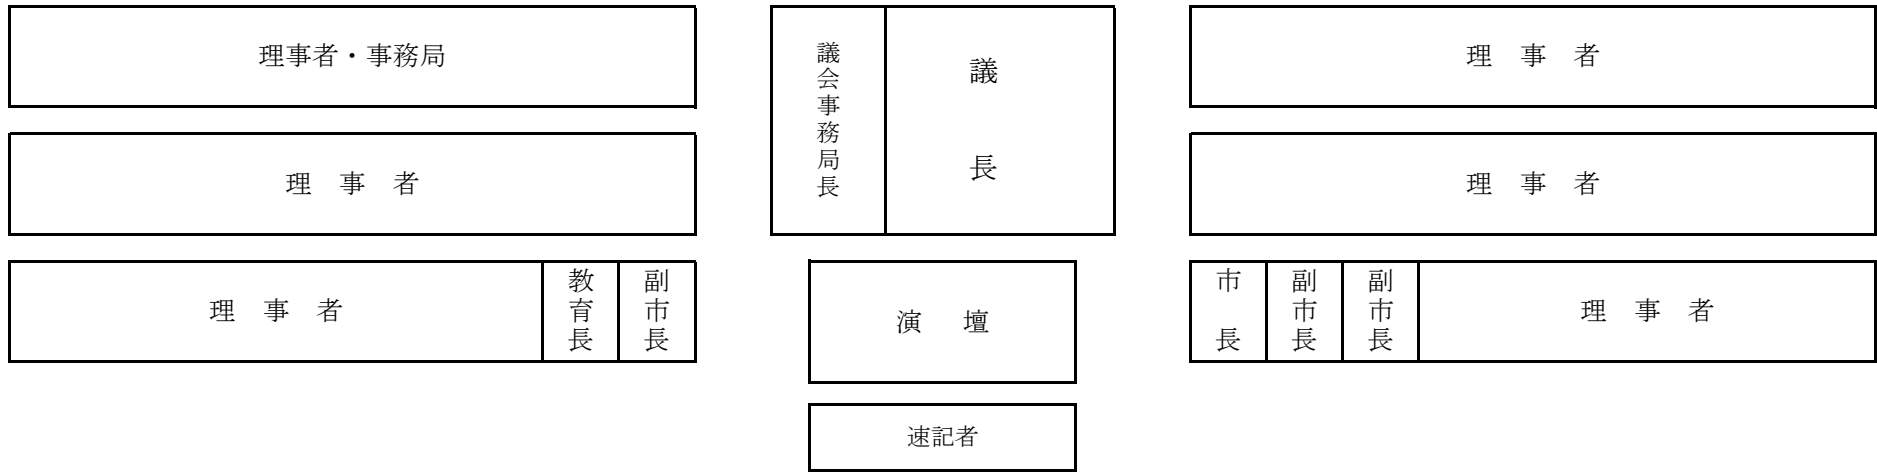 理事者・事務局
議会事務局長
議長
理事者
理事者
理事者
理事者
教育長
副市長
演壇
市長
副市長
副市長
理事者
速記者